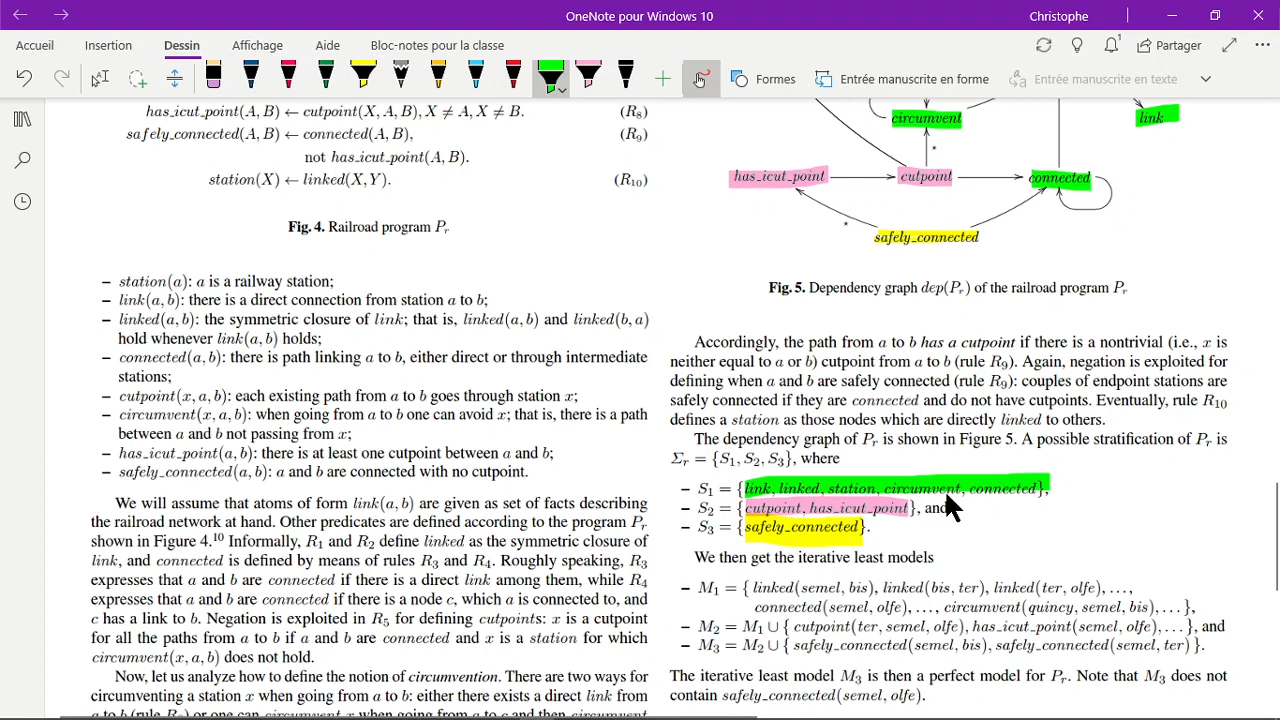 OneNote pour Windows 10
Christophe
Accueil Insertion Dessin Affichage Aide Bloc-notes pour la classe
Partager
Formes Entrée manuscrite en forme Entrée manuscrite en texte
has_icut_point(A, B) ← cutpoint(X, A, B), X ≠ A, X ≠ B. (R8)
safely_connected(A, B) ← connected(A, B), (R9)
not has_icut_point(A, B).
station(X) ← linked(X, Y). (R10)
Fig. 4. Railroad program Pr
– station(a): a is a railway station;
– link(a, b): there is a direct connection from station a to b;
– linked(a, b): the symmetric closure of link; that is, linked(a, b) and linked(b, a)
hold whenever link(a, b) holds;
– connected(a, b): there is path linking a to b, either direct or through intermediate
stations;
– cutpoint(x, a, b): each existing path from a to b goes through station x;
– circumvent(x, a, b): when going from a to b one can avoid x; that is, there is a path
between a and b not passing from x;
– has_icut_point(a, b): there is at least one cutpoint between a and b;
– safely_connected(a, b): a and b are connected with no cutpoint.
We will assume that atoms of form link(a, b) are given as set of facts describing
the railroad network at hand. Other predicates are defined according to the program Pr
shown in Figure 4.10 Informally, R1 and R2 define linked as the symmetric closure of
link, and connected is defined by means of rules R3 and R4. Roughly speaking, R3
expresses that a and b are connected if there is a direct link among them, while R4
expresses that a and b are connected if there is a node c, which a is connected to, and
c has a link to b. Negation is exploited in R5 for defining cutpoints: x is a cutpoint
for all the paths from a to b if a and b are connected and x is a station for which
circumvent(x, a, b) does not hold.
Now, let us analyze how to define the notion of circumvention. There are two ways for
circumventing a station x when going from a to b: either there exists a direct link from
circumvent
link
*
has_icut_point
cutpoint
connected
*
safely_connected
Fig. 5. Dependency graph dep(Pr) of the railroad program Pr
Accordingly, the path from a to b has a cutpoint if there is a nontrivial (i.e., x is
neither equal to a or b) cutpoint from a to b (rule R9). Again, negation is exploited for
defining when a and b are safely connected (rule R9): couples of endpoint stations are
safely connected if they are connected and do not have cutpoints. Eventually, rule R10
defines a station as those nodes which are directly linked to others.
The dependency graph of Pr is shown in Figure 5. A possible stratification of Pr is
Σr = {S1, S2, S3}, where
– S1 = {link, linked, station, circumvent, connected},
– S2 = {cutpoint, has_icut_point}, and
– S3 = {safely_connected}.
We then get the iterative least models
– M1 = { linked(semel, bis), linked(bis, ter), linked(ter, olfe), . . . ,
connected(semel, olfe), . . . , circumvent(quincy, semel, bis), . . . },
– M2 = M1 ∪ { cutpoint(ter, semel, olfe), has_icut_point(semel, olfe), . . . }, and
– M3 = M2 ∪ { safely_connected(semel, bis), safely_connected(semel, ter) }.
The iterative least model M3 is then a perfect model for Pr. Note that M3 does not
contain safely_connected(semel, olfe).